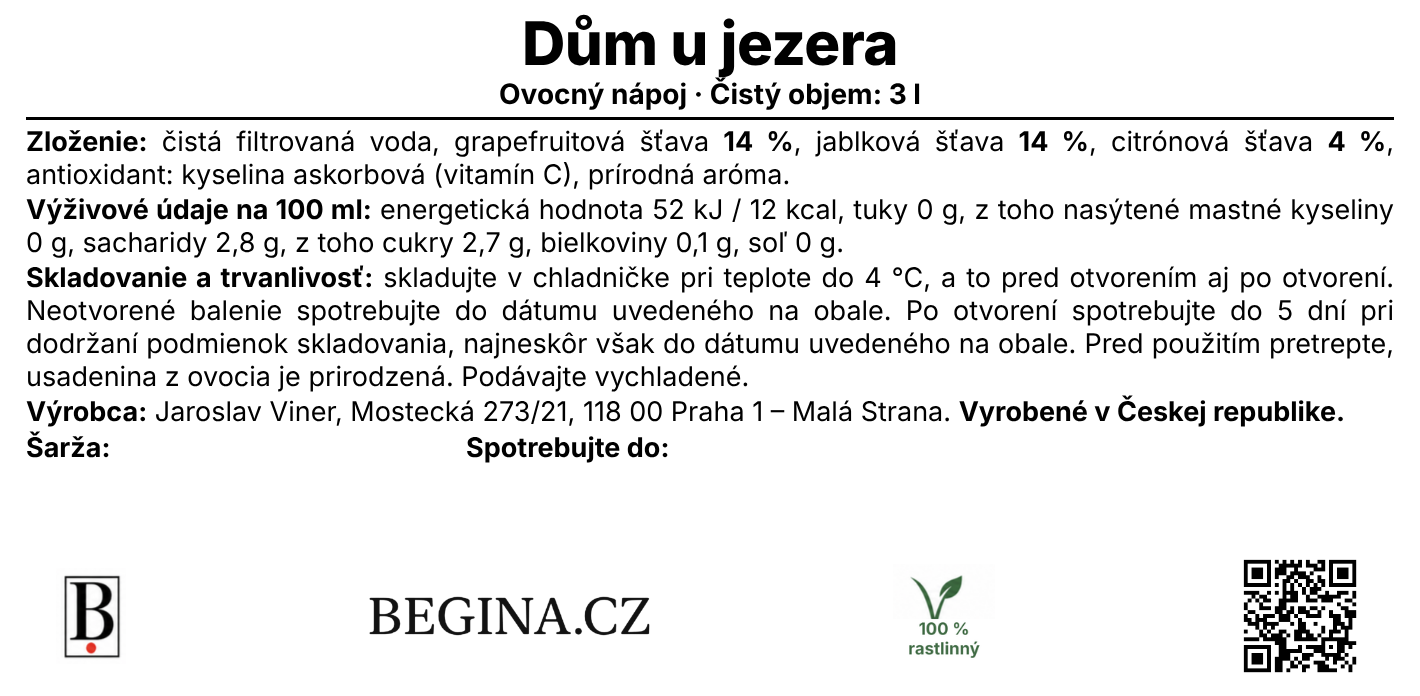 Dům u jezera
Ovocný nápoj · Čistý objem: 3 l
Zloženie: čistá filtrovaná voda, grapefruitová šťava 14 %, jablková šťava 14 %, citrónová šťava 4 %,
antioxidant: kyselina askorbová (vitamín C), prírodná aróma.
Výživové údaje na 100 ml: energetická hodnota 52 kJ / 12 kcal, tuky 0 g, z toho nasýtené mastné kyseliny
0 g, sacharidy 2,8 g, z toho cukry 2,7 g, bielkoviny 0,1 g, soľ 0 g.
Skladovanie a trvanlivosť: skladujte v chladničke pri teplote do 4 °C, a to pred otvorením aj po otvorení.
Neotvorené balenie spotrebujte do dátumu uvedeného na obale. Po otvorení spotrebujte do 5 dní pri
dodržaní podmienok skladovania, najneskôr však do dátumu uvedeného na obale. Pred použitím pretrepte,
usadenina z ovocia je prirodzená. Podávajte vychladené.
Výrobca: Jaroslav Viner, Mostecká 273/21, 118 00 Praha 1 – Malá Strana. Vyrobené v Českej republike.
Šarža: Spotrebujte do:
B
BEGINA.CZ
100 %
rastlinný